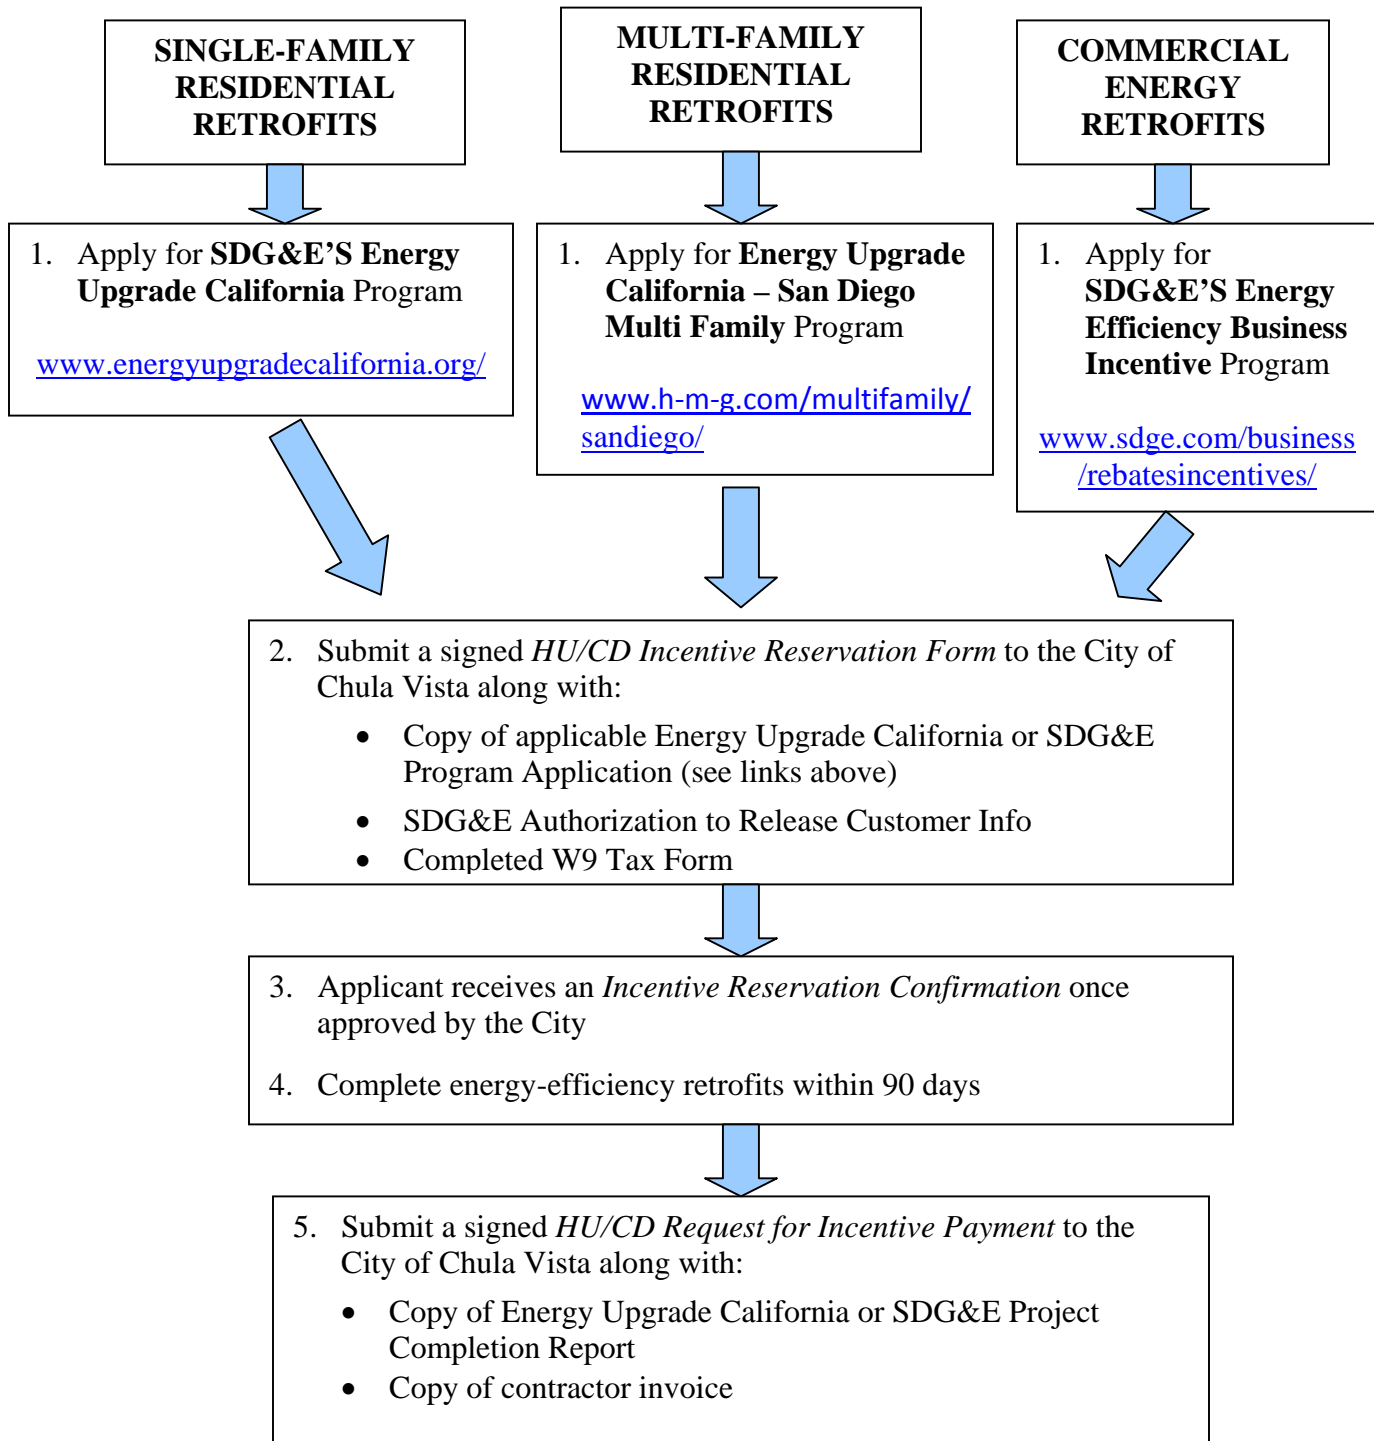 SINGLE-FAMILY
RESIDENTIAL
RETROFITS
MULTI-FAMILY
RESIDENTIAL
RETROFITS
COMMERCIAL
ENERGY
RETROFITS
1. Apply for SDG&E'S Energy
Upgrade California Program
www.energyupgradecalifornia.org/
1. Apply for Energy Upgrade
California – San Diego
Multi Family Program
www.h-m-g.com/multifamily/
sandiego/
1. Apply for
SDG&E'S Energy
Efficiency Business
Incentive Program
www.sdge.com/business
/rebatesincentives/
2. Submit a signed HU/CD Incentive Reservation Form to the City of
Chula Vista along with:
• Copy of applicable Energy Upgrade California or SDG&E
Program Application (see links above)
• SDG&E Authorization to Release Customer Info
• Completed W9 Tax Form
3. Applicant receives an Incentive Reservation Confirmation once
approved by the City
4. Complete energy-efficiency retrofits within 90 days
5. Submit a signed HU/CD Request for Incentive Payment to the
City of Chula Vista along with:
• Copy of Energy Upgrade California or SDG&E Project
Completion Report
• Copy of contractor invoice